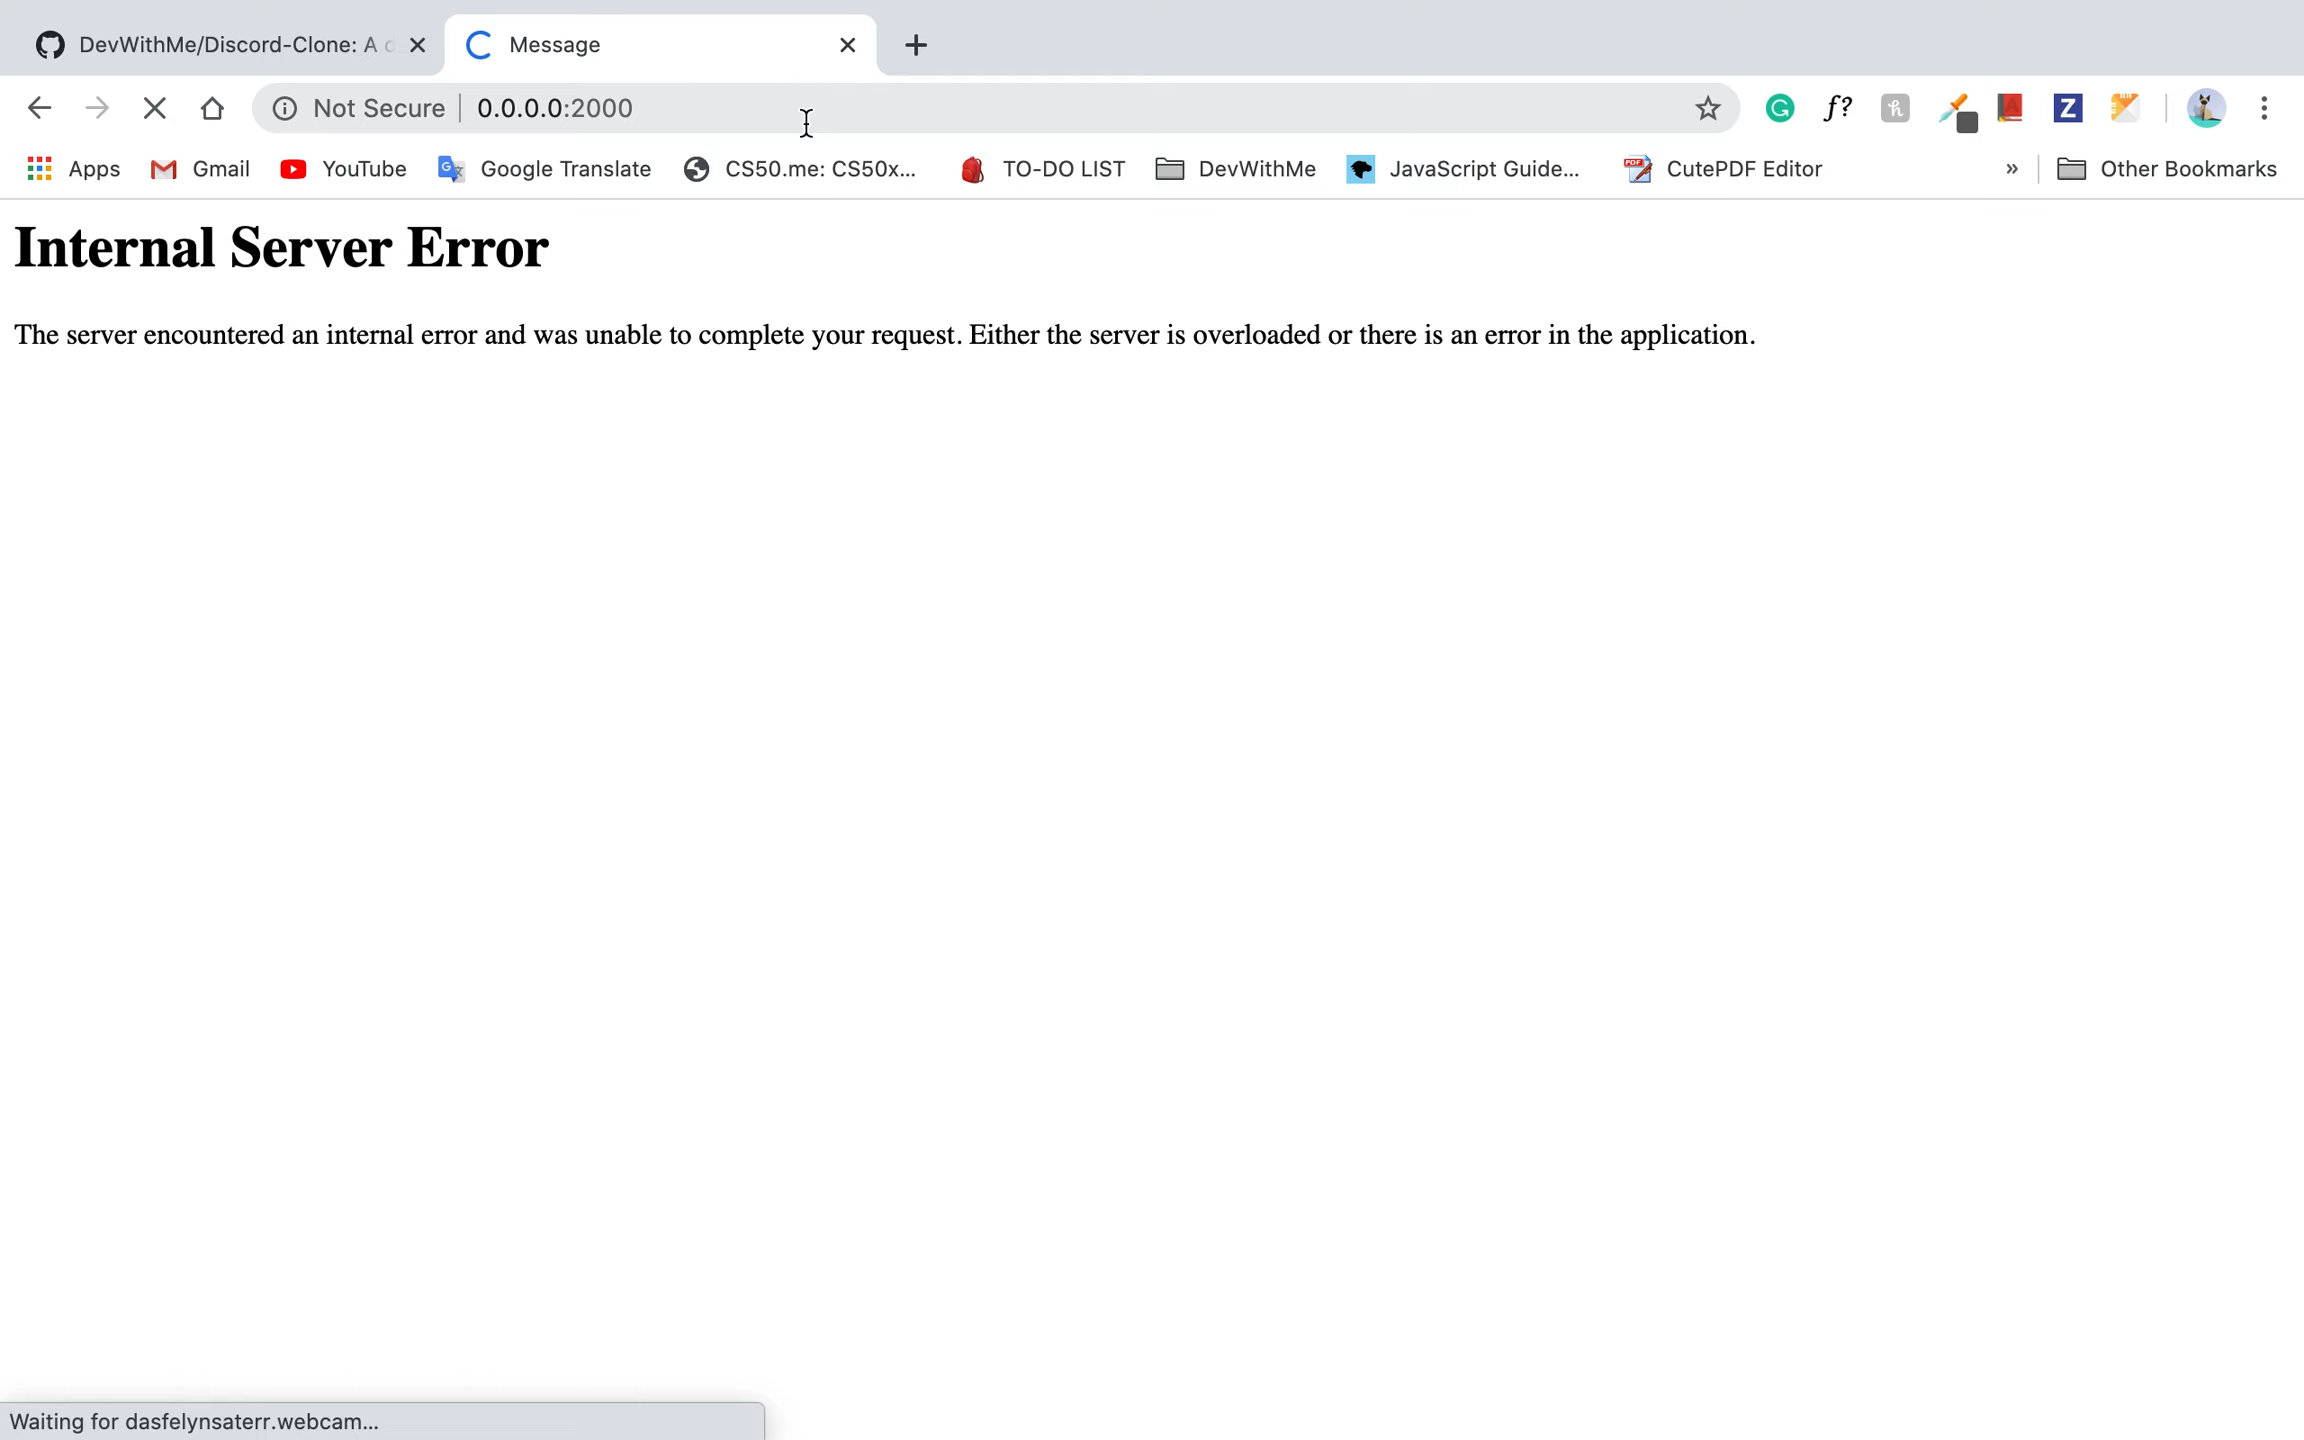 DevWithMe/Discord-Clone: A
Message
Not Secure
0.0.0.0:2000
f?
Apps
Gmail
YouTube
Google Translate
CS50.me: CS50x...
TO-DO LIST
DevWithMe
JavaScript Guide...
CutePDF Editor
»
Other Bookmarks
Internal Server Error
The server encountered an internal error and was unable to complete your request. Either the server is overloaded or there is an error in the application.
Waiting for dasfelynsaterr.webcam...